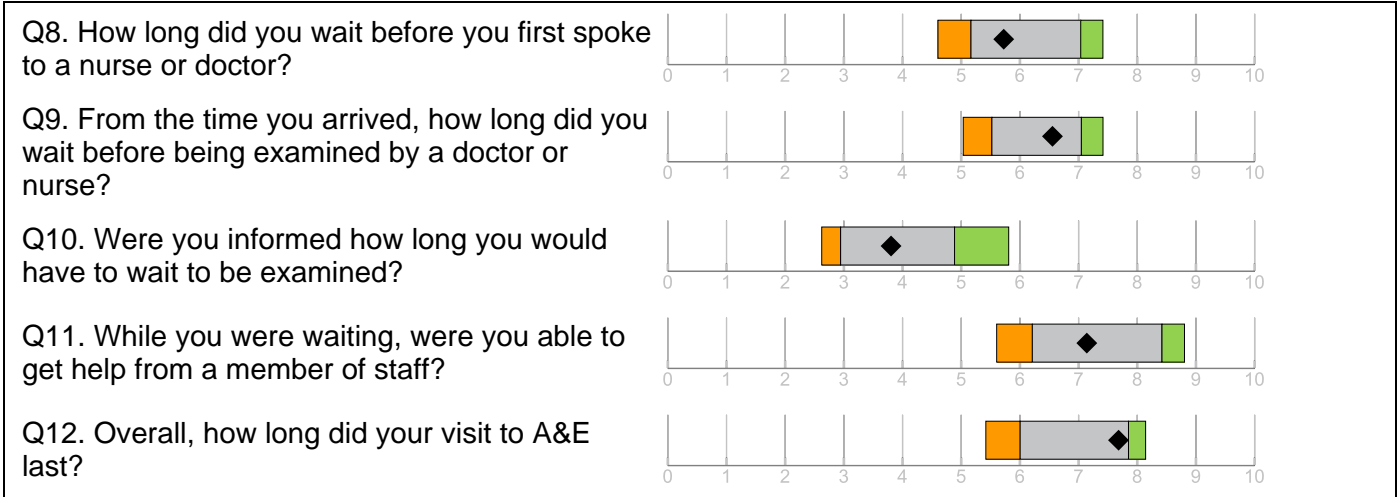 Q8. How long did you wait before you first spoke
to a nurse or doctor?
0 1 2 3 4 5 6 7 8 9 10
Q9. From the time you arrived, how long did you
wait before being examined by a doctor or
nurse?
0 1 2 3 4 5 6 7 8 9 10
Q10. Were you informed how long you would
have to wait to be examined?
0 1 2 3 4 5 6 7 8 9 10
Q11. While you were waiting, were you able to
get help from a member of staff?
0 1 2 3 4 5 6 7 8 9 10
Q12. Overall, how long did your visit to A&E
last?
0 1 2 3 4 5 6 7 8 9 10